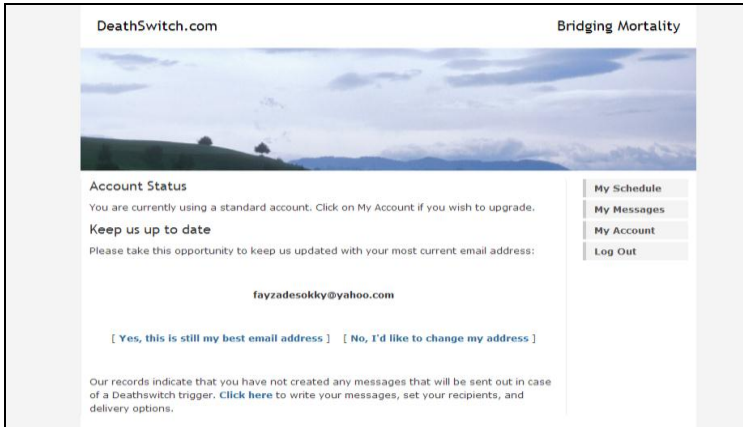 DeathSwitch.com
Bridging Mortality
Account Status
You are currently using a standard account. Click on My Account if you wish to upgrade.
Keep us up to date
Please take this opportunity to keep us updated with your most current email address:
fayzadesokky@yahoo.com
[ Yes, this is still my best email address ] [ No, I'd like to change my address ]
Our records indicate that you have not created any messages that will be sent out in case
of a Deathswitch trigger. Click here to write your messages, set your recipients, and
delivery options.
My Schedule
My Messages
My Account
Log Out